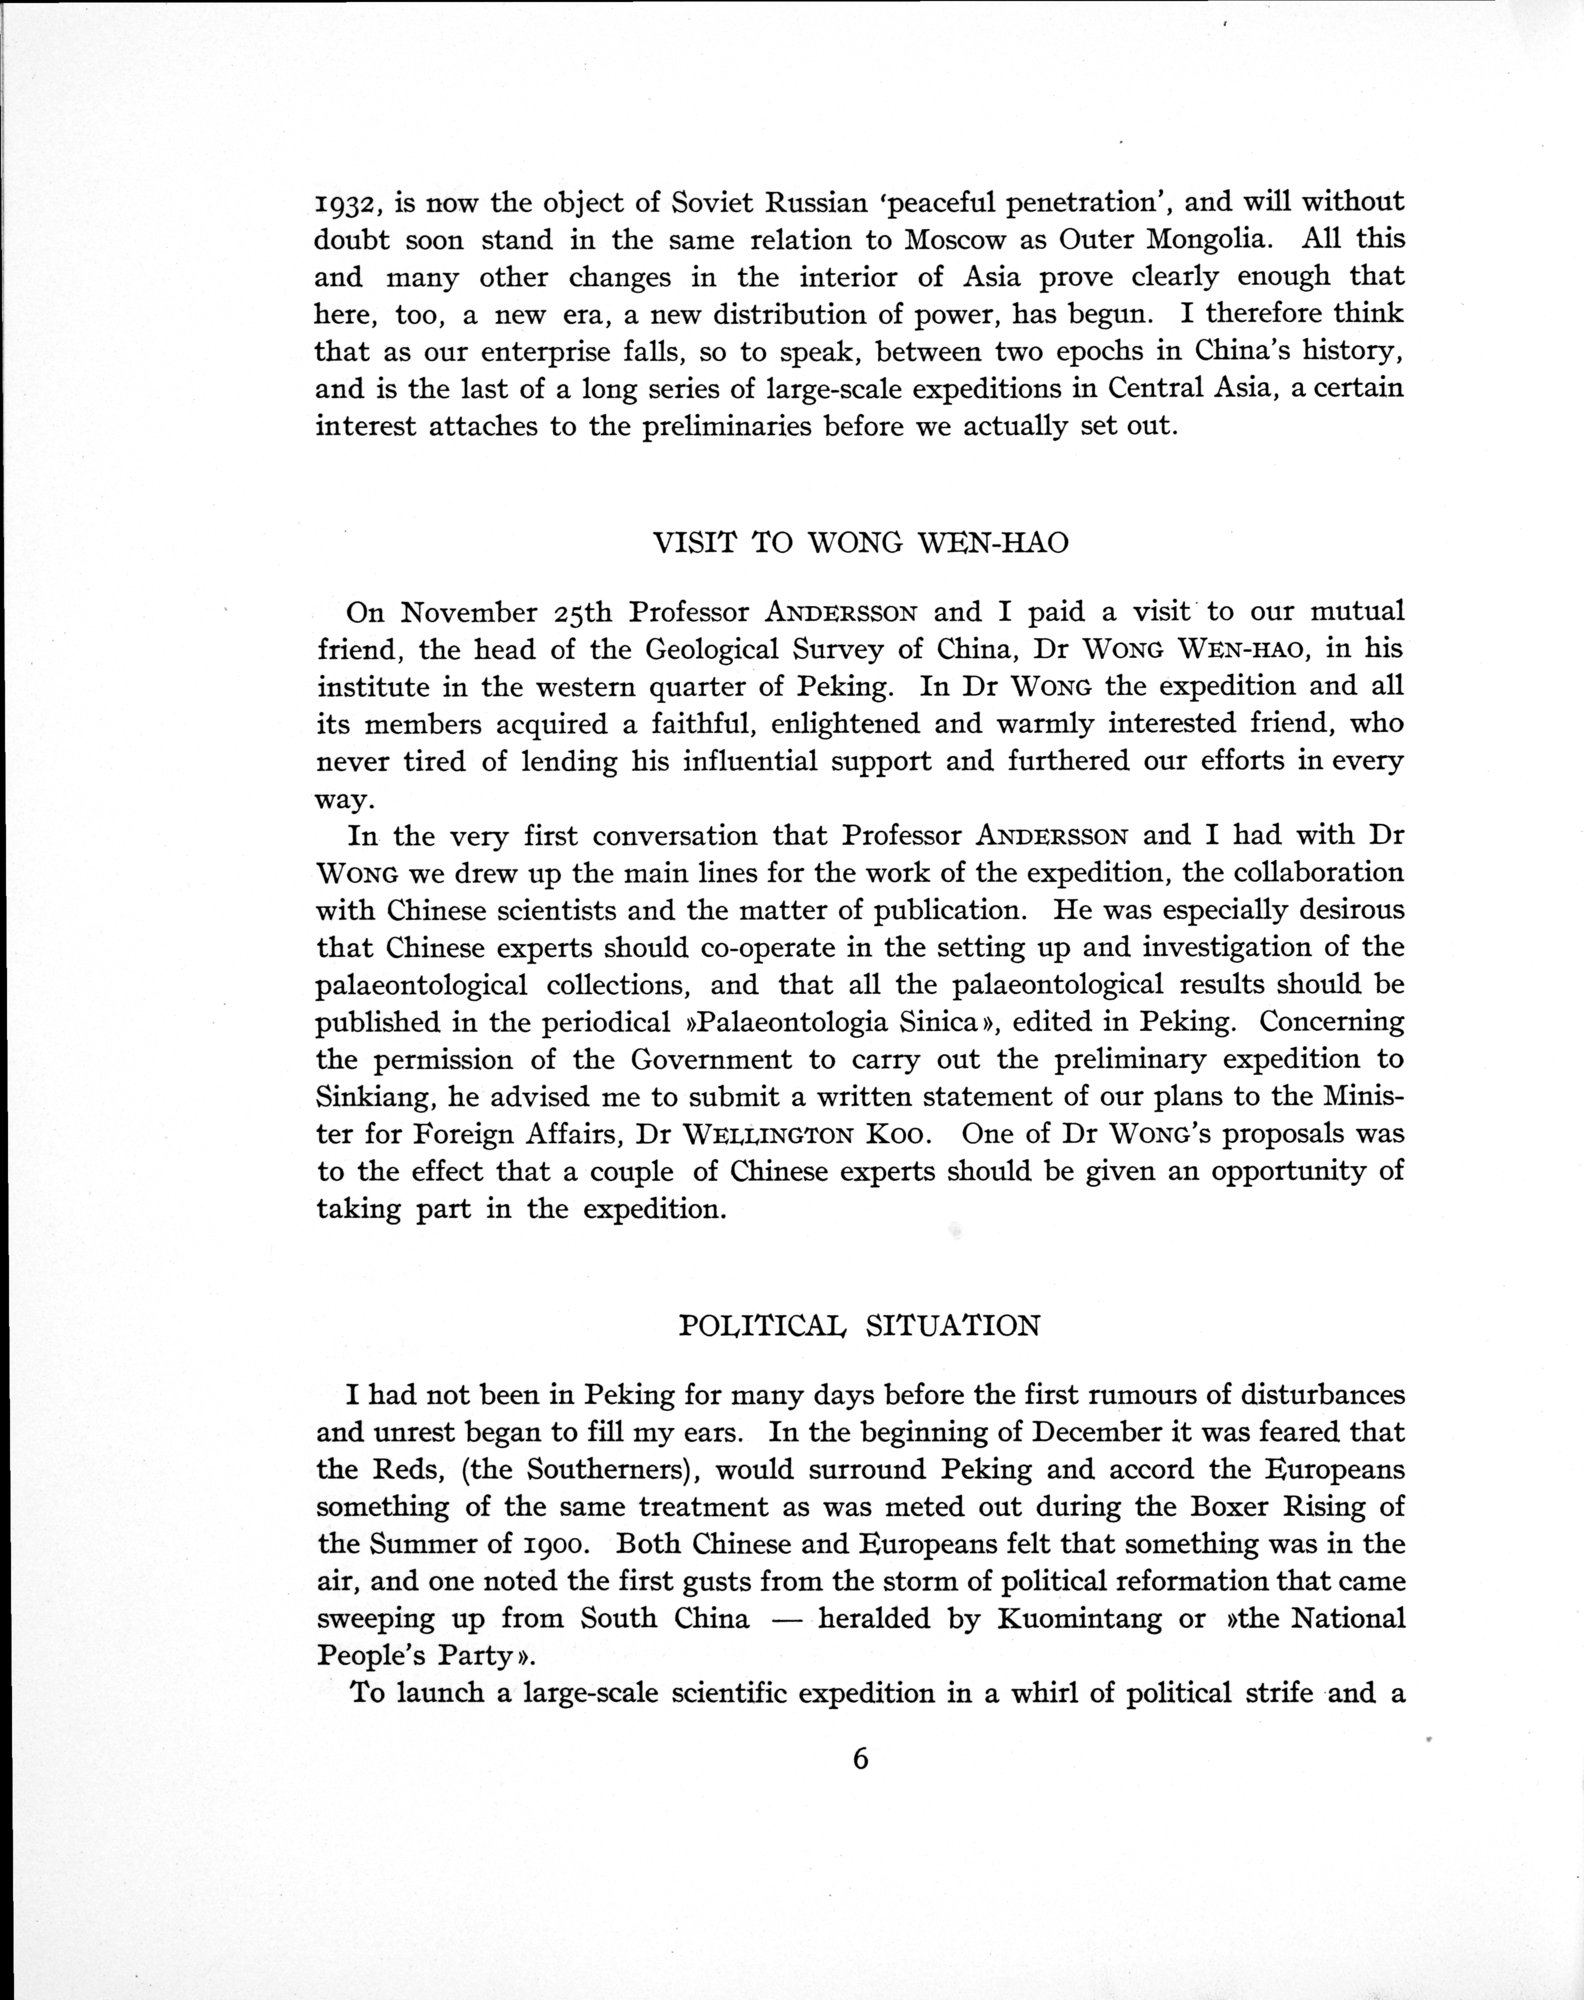 1932, is now the object of Soviet Russian ‘peaceful penetration’, and will without
doubt soon stand in the same relation to Moscow as Outer Mongolia. All this
and many other changes in the interior of Asia prove clearly enough that
here, too, a new era, a new distribution of power, has begun. I therefore think
that as our enterprise falls, so to speak, between two epochs in China's history,
and is the last of a long series of large-scale expeditions in Central Asia, a certain
interest attaches to the preliminaries before we actually set out.
VISIT TO WONG WEN-HAO
On November 25th Professor ANDERSSON and I paid a visit to our mutual
friend, the head of the Geological Survey of China, Dr WONG WEN-HAO, in his
institute in the western quarter of Peking. In Dr WONG the expedition and all
its members acquired a faithful, enlightened and warmly interested friend, who
never tired of lending his influential support and furthered our efforts in every
way.
In the very first conversation that Professor ANDERSSON and I had with Dr
WONG we drew up the main lines for the work of the expedition, the collaboration
with Chinese scientists and the matter of publication. He was especially desirous
that Chinese experts should co-operate in the setting up and investigation of the
palaeontological collections, and that all the palaeontological results should be
published in the periodical »Palaeontologia Sinica», edited in Peking. Concerning
the permission of the Government to carry out the preliminary expedition to
Sinkiang, he advised me to submit a written statement of our plans to the Minis-
ter for Foreign Affairs, Dr WELLINGTON KOO. One of Dr WONG's proposals was
to the effect that a couple of Chinese experts should be given an opportunity of
taking part in the expedition.
POLITICAL SITUATION
I had not been in Peking for many days before the first rumours of disturbances
and unrest began to fill my ears. In the beginning of December it was feared that
the Reds, (the Southerners), would surround Peking and accord the Europeans
something of the same treatment as was meted out during the Boxer Rising of
the Summer of 1900. Both Chinese and Europeans felt that something was in the
air, and one noted the first gusts from the storm of political reformation that came
sweeping up from South China — heralded by Kuomintang or »the National
People's Party».
To launch a large-scale scientific expedition in a whirl of political strife and a
6